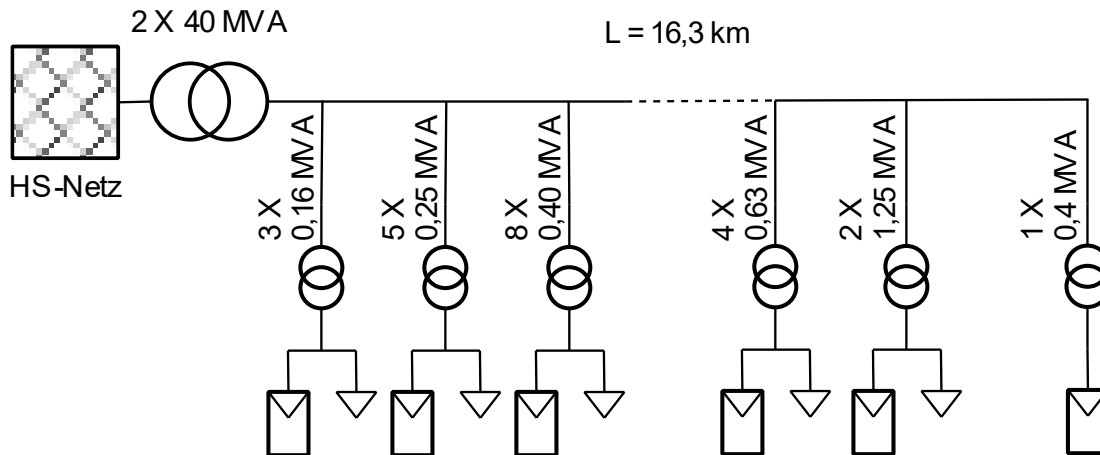 2 X 40 MVA
L = 16,3 km
HS-Netz
3 X
0,16 MVA
5 X
0,25 MVA
8 X
0,40 MVA
4 X
0,63 MVA
2 X
1,25 MVA
1 X
0,4 MVA